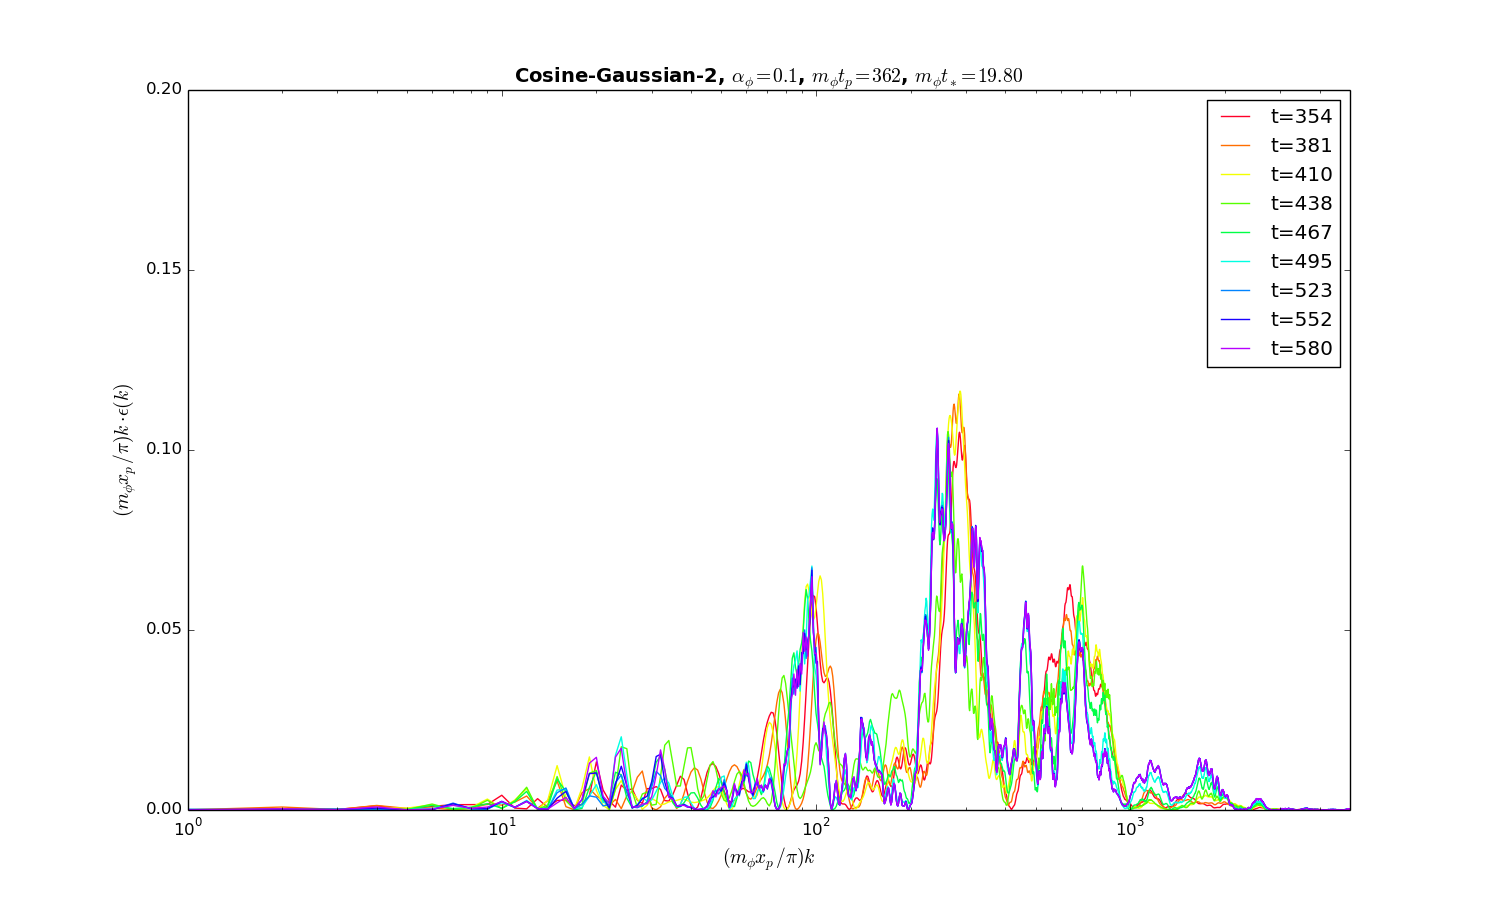 Cosine-Gaussian-2, α_ϕ=0.1, m_ϕt_p=362, m_ϕt_*=19.80
0.20
0.15
0.10
0.05
0.00
(m_ϕx_p/π)k·ϵ(k)
t=354
t=381
t=410
t=438
t=467
t=495
t=523
t=552
t=580
10^0
10^1
10^2
10^3
(m_ϕx_p/π)k